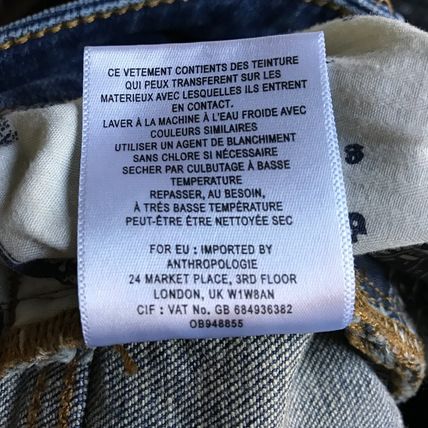 CE VETEMENT CONTIENTS DES TEINTURE
QUI PEUX TRANSFERENT SUR LES
MATERIEUX AVEC LESQUELLES ILS ENTRENT
EN CONTACT.
LAVER À LA MACHINE À L'EAU FROIDE AVEC
COULEURS SIMILAIRES
UTILISER UN AGENT DE BLANCHIMENT
SANS CHLORE SI NÉCESSAIRE
SECHER PAR CULBUTAGE À BASSE
TEMPERATURE
REPASSER, AU BESOIN,
À TRÈS BASSE TEMPÉRATURE
PEUT-ÊTRE ÊTRE NETTOYÉE SEC
FOR EU : IMPORTED BY
ANTHROPOLOGIE
24 MARKET PLACE, 3RD FLOOR
LONDON, UK W1W8AN
CIF : VAT No. GB 684936382
OB948855